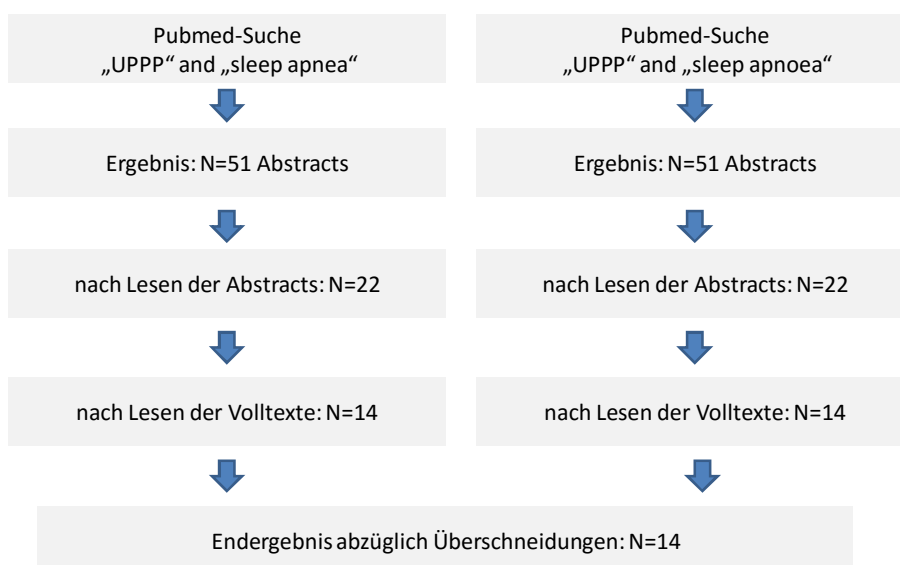 Pubmed-Suche
„UPPP“ and „sleep apnea“
Ergebnis: N=51 Abstracts
nach Lesen der Abstracts: N=22
nach Lesen der Volltexte: N=14
Pubmed-Suche
„UPPP“ and „sleep apnoea“
Ergebnis: N=51 Abstracts
nach Lesen der Abstracts: N=22
nach Lesen der Volltexte: N=14
Endergebnis abzüglich Überschneidungen: N=14